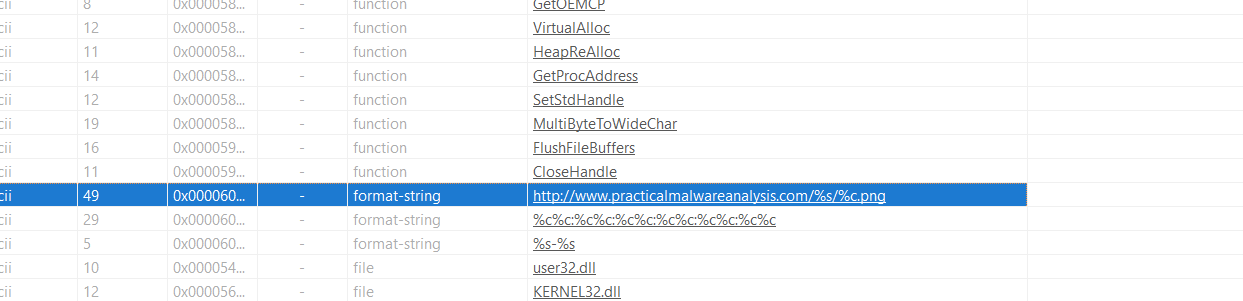 cii 8 0x000058... - function GetOEMCP
cii 12 0x000058... - function VirtualAlloc
cii 11 0x000058... - function HeapReAlloc
cii 14 0x000058... - function GetProcAddress
cii 12 0x000058... - function SetStdHandle
cii 19 0x000058... - function MultiByteToWideChar
cii 16 0x000059... - function FlushFileBuffers
cii 11 0x000059... - function CloseHandle
cii 49 0x000060... - format-string http://www.practicalmalwareanalysis.com/%s/%c.png
cii 29 0x000060... - format-string %c%c:%c%c:%c%c:%c%c:%c%c:%c%c
cii 5 0x000060... - format-string %s-%s
cii 10 0x000054... - file user32.dll
cii 12 0x000056... - file KERNEL32.dll